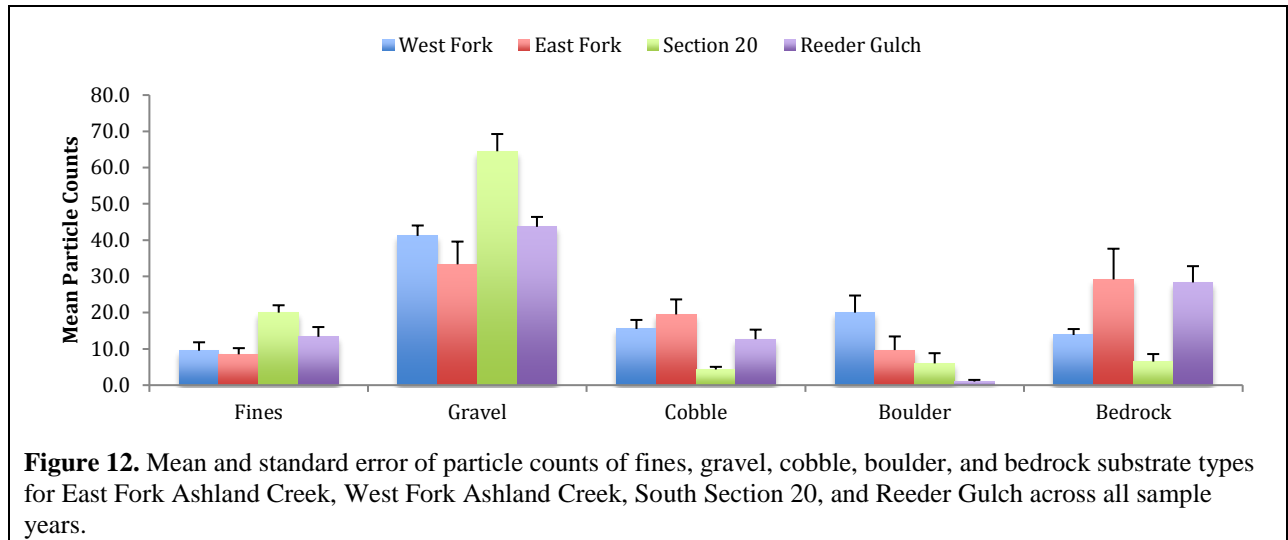 West Fork East Fork Section 20 Reeder Gulch
Mean Particle Counts
80.0
70.0
60.0
50.0
40.0
30.0
20.0
10.0
0.0
Fines Gravel Cobble Boulder Bedrock
Figure 12. Mean and standard error of particle counts of fines, gravel, cobble, boulder, and bedrock substrate types
for East Fork Ashland Creek, West Fork Ashland Creek, South Section 20, and Reeder Gulch across all sample
years.